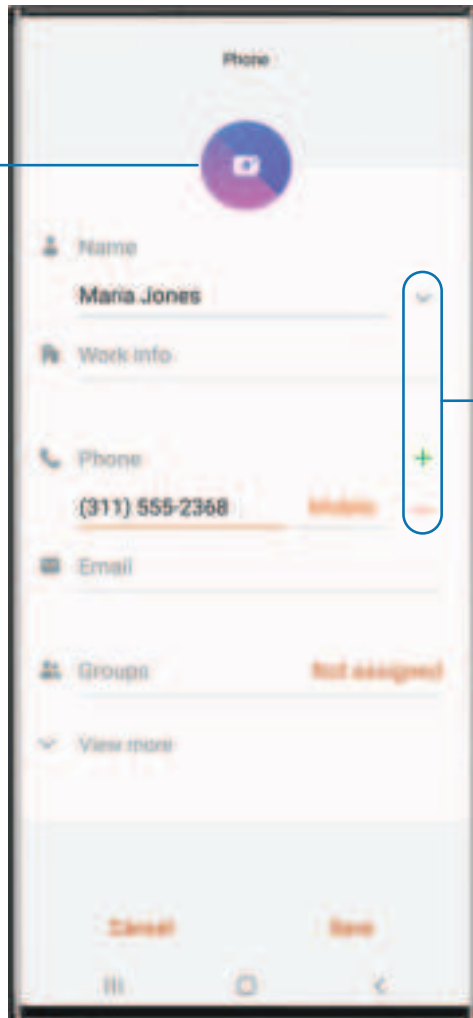 Phone
Name
Maria Jones
Work info
Phone
(311) 555-2368 Mobile
Email
Groups Not assigned
View more
Cancel Save